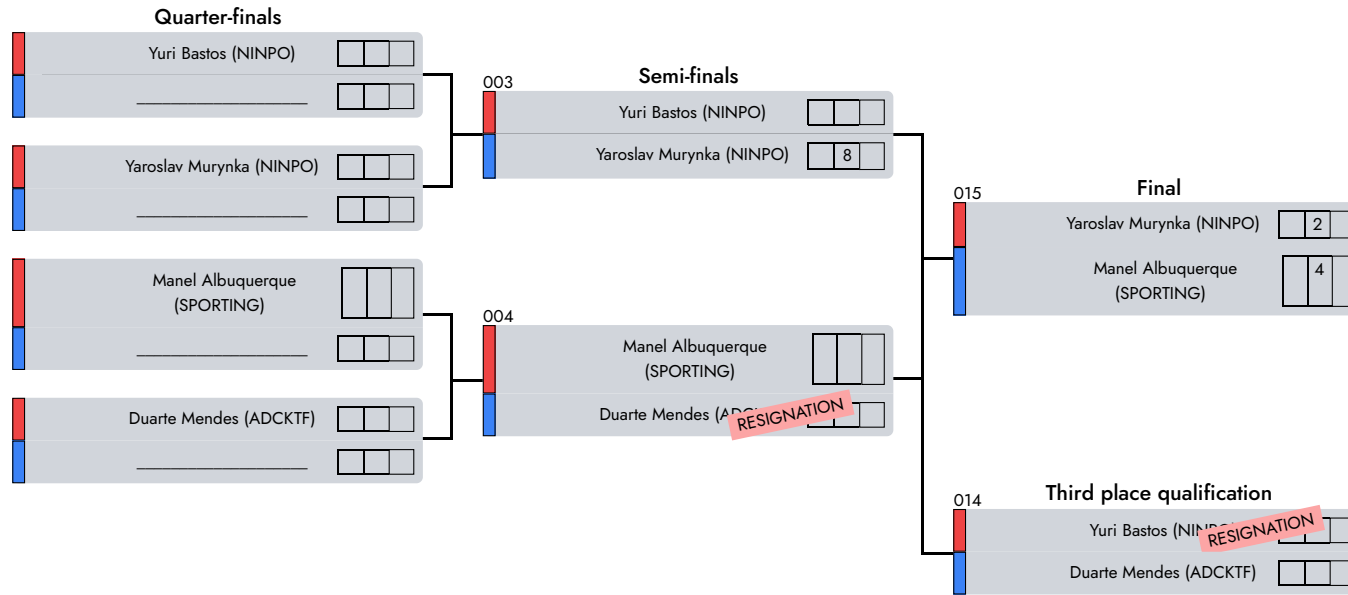 Quarter-finals
Yuri Bastos (NINPO)
Yaroslav Murynka (NINPO)
Manel Albuquerque
(SPORTING)
Duarte Mendes (ADCKTF)
Semi-finals
003
Yuri Bastos (NINPO)
Yaroslav Murynka (NINPO) 8
004
Manel Albuquerque
(SPORTING)
Duarte Mendes
RESIGNATION
Final
015
Yaroslav Murynka (NINPO) 2
Manel Albuquerque 4
(SPORTING)
Third place qualification
014
Yuri Bastos
RESIGNATION
Duarte Mendes (ADCKTF)